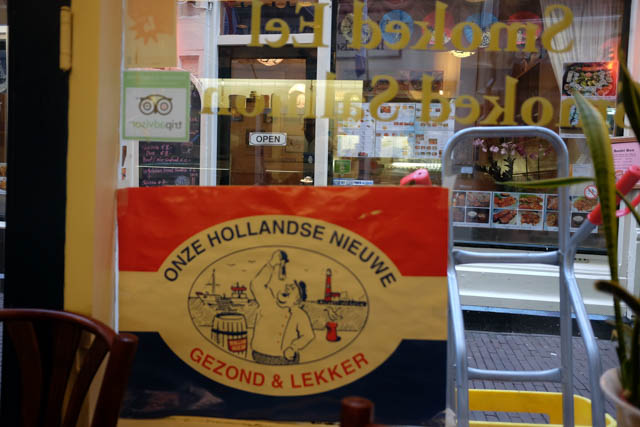 Smoked Eel
Smoked Salmon
tripadvisor
OPEN
ONZE HOLLANDSE NIEUWE
GEZOND & LEKKER